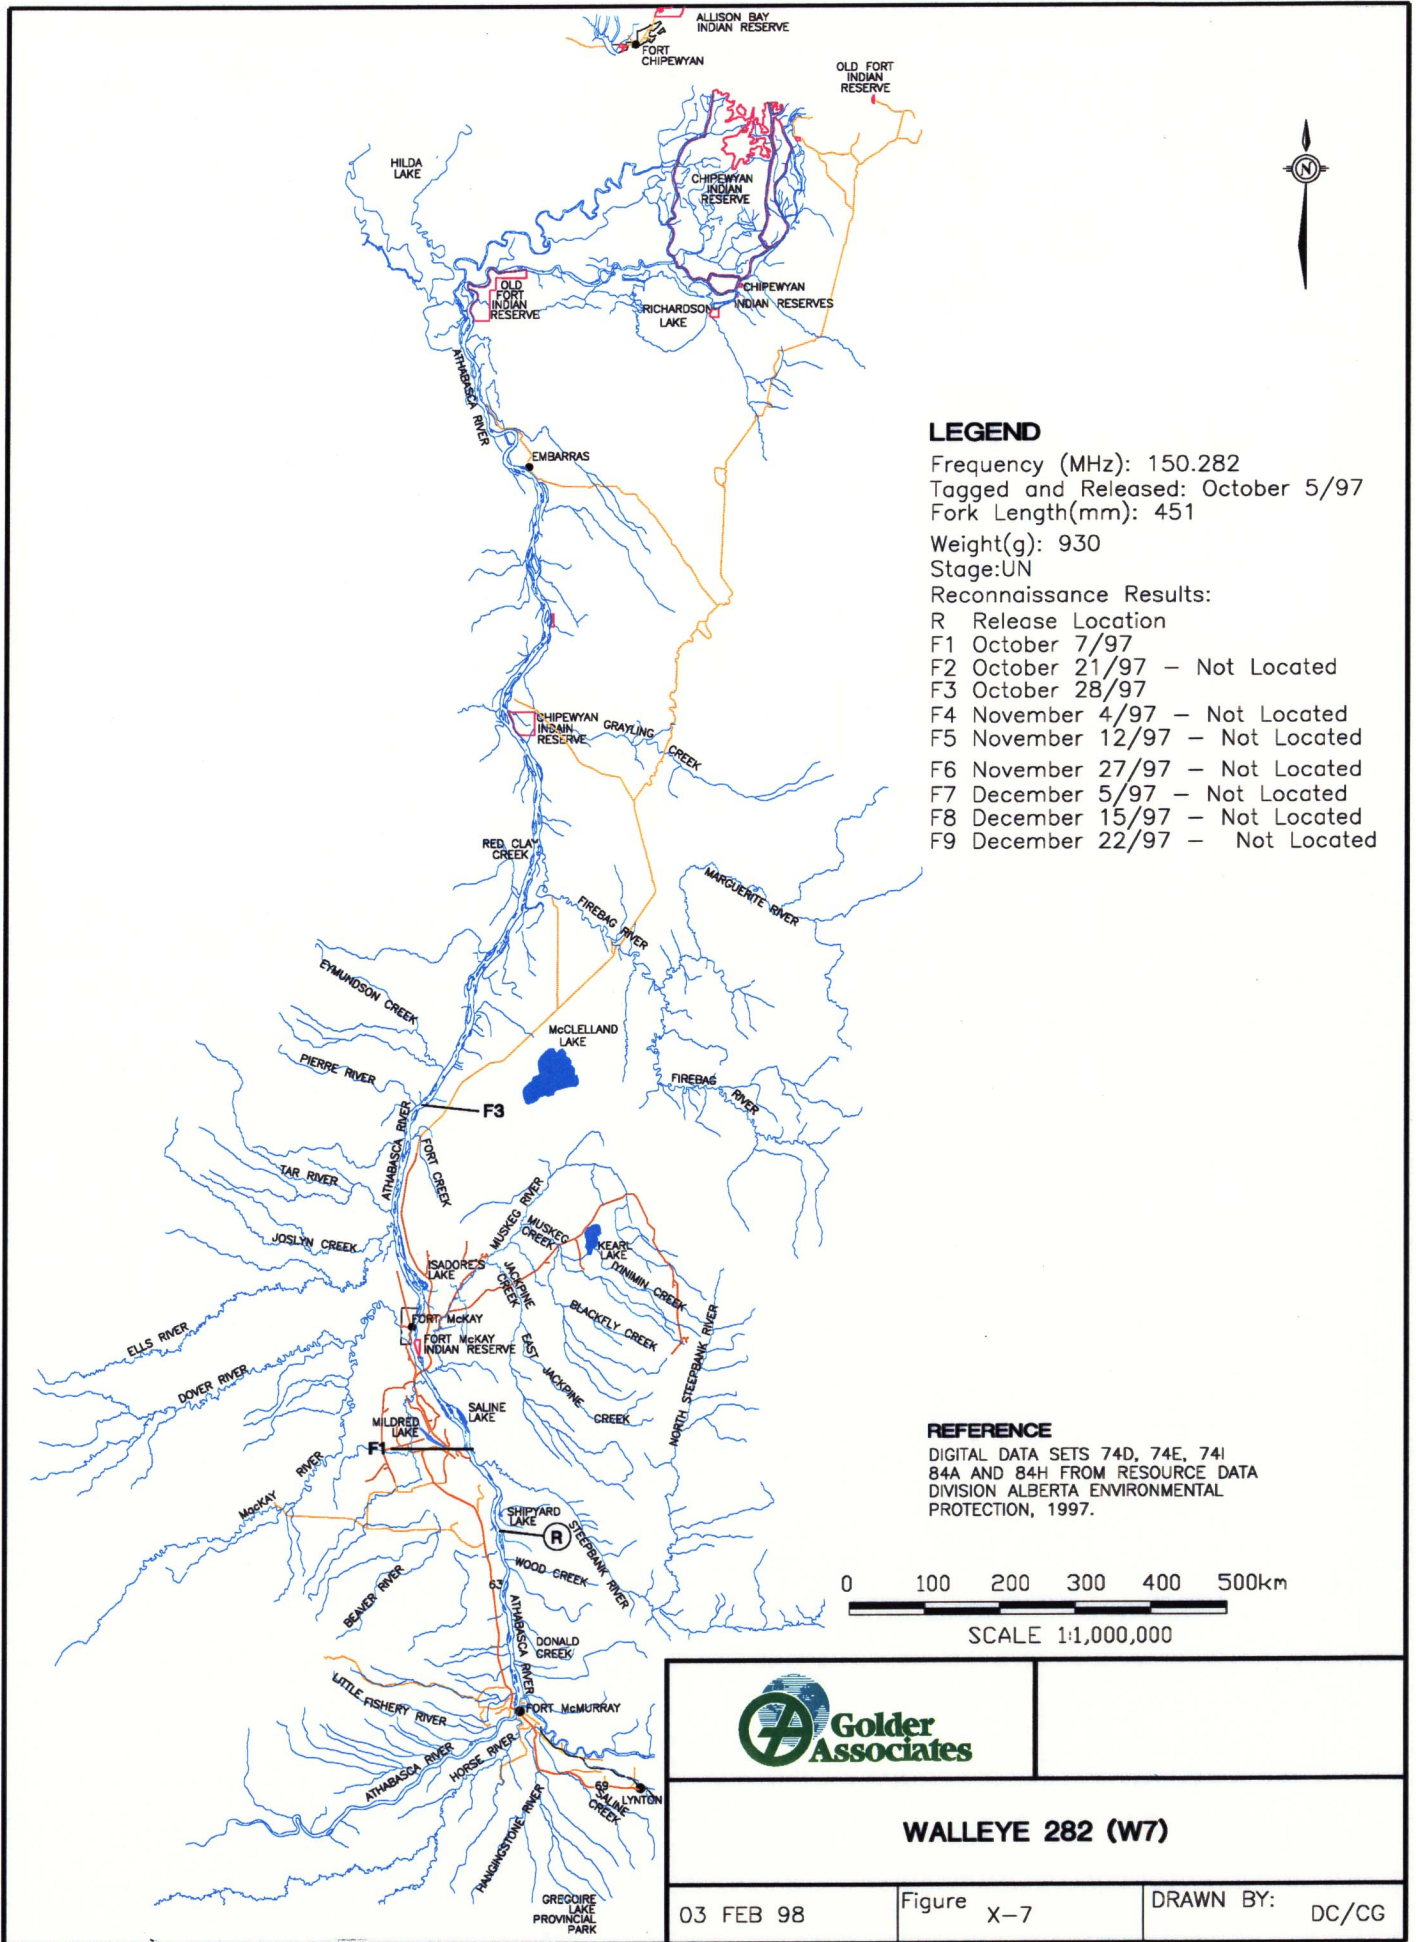 ALLISON BAY
INDIAN RESERVE
FORT
CHIPEWYAN
OLD FORT
INDIAN
RESERVE
HILDA
LAKE
N
CHIPEWYAN
INDIAN
RESERVE
OLD
FORT
INDIAN
RESERVE
CHIPEWYAN
INDIAN RESERVES
RICHARDSON
LAKE
ATHABASCA RIVER
EMBARRAS
LEGEND
Frequency (MHz): 150.282
Tagged and Released: October 5/97
Fork Length(mm): 451
Weight(g): 930
Stage:UN
Reconnaissance Results:
R Release Location
F1 October 7/97
F2 October 21/97 – Not Located
F3 October 28/97
F4 November 4/97 – Not Located
F5 November 12/97 – Not Located
F6 November 27/97 – Not Located
F7 December 5/97 – Not Located
F8 December 15/97 – Not Located
F9 December 22/97 – Not Located
CHIPEWYAN
INDAIN
RESERVE
GRAYLING
CREEK
RED CLAY
CREEK
FIREBAG RIVER
MARGUERITE RIVER
EYMUNDSON CREEK
PIERRE RIVER
McCLELLAND
LAKE
FIREBAG
RIVER
F3
ATHABASCA RIVER
FORT CREEK
TAR RIVER
JOSLYN CREEK
MUSKEG RIVER
MUSKEG
CREEK
KEARL
LAKE
ISADORE'S
LAKE
JACKPINE
CREEK
IYINIMIN CREEK
BLACKFLY CREEK
FORT McKAY
FORT McKAY
INDIAN RESERVE
EAST
JACKPINE
CREEK
NORTH STEEPBANK RIVER
ELLS RIVER
DOVER RIVER
SALINE
LAKE
MILDRED
LAKE
F1
RIVER
MacKAY
SHIPYARD
LAKE
R
STEEPBANK RIVER
WOOD CREEK
63
BEAVER RIVER
ATHABASCA RIVER
DONALD
CREEK
LITTLE FISHERY RIVER
FORT McMURRAY
ATHABASCA RIVER
HORSE RIVER
69
SALINE
CREEK
LYNTON
HANGINGSTONE RIVER
GREGOIRE
LAKE
PROVINCIAL
PARK
REFERENCE
DIGITAL DATA SETS 74D, 74E, 74I
84A AND 84H FROM RESOURCE DATA
DIVISION ALBERTA ENVIRONMENTAL
PROTECTION, 1997.
0 100 200 300 400 500km
SCALE 1:1,000,000
Golder
Associates
WALLEYE 282 (W7)
03 FEB 98
Figure X–7
DRAWN BY: DC/CG